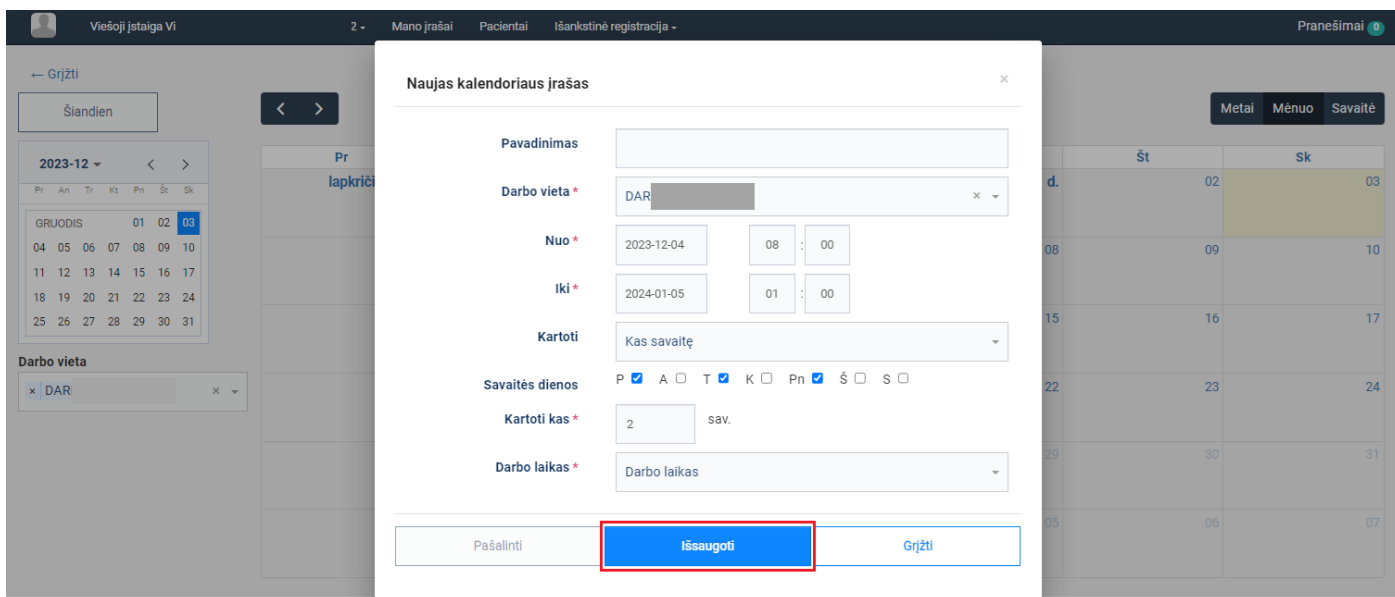 Viešoji įstaiga Vi 2 Mano įrašai Pacientai Išankstinė registracija Pranešimai 0
← Grįžti
Šiandien
Metai Mėnuo Savaitė
2023-12
Pr An Tr Kt Pn Št Sk
GRUODIS 01 02 03
04 05 06 07 08 09 10
11 12 13 14 15 16 17
18 19 20 21 22 23 24
25 26 27 28 29 30 31
Darbo vieta
× DAR ×
Pr Št Sk
lapkriči d. 02 03
08 09 10
15 16 17
22 23 24
29 30 31
05 06 07
Naujas kalendoriaus įrašas ×
Pavadinimas
Darbo vieta * DAR ×
Nuo * 2023-12-04 08 : 00
Iki * 2024-01-05 01 : 00
Kartoti Kas savaitę
Savaitės dienos P A T K Pn Š S
Kartoti kas * 2 sav.
Darbo laikas * Darbo laikas
Pašalinti Išsaugoti Grįžti